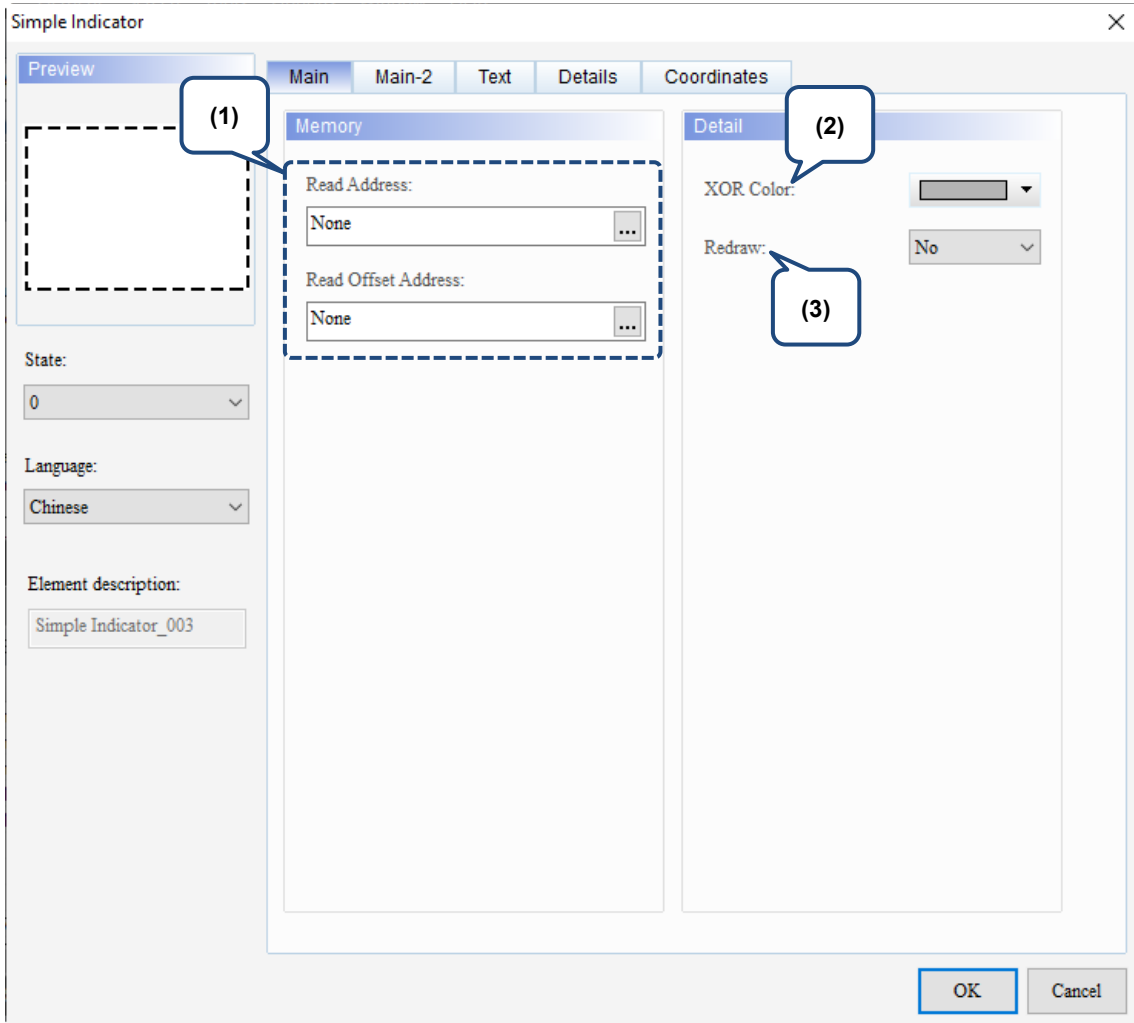 Simple Indicator
Preview
Main
Main-2
Text
Details
Coordinates
(1)
Memory
Read Address:
None
...
Read Offset Address:
None
...
Detail
(2)
XOR Color:
Redraw:
No
(3)
State:
0
Language:
Chinese
Element description:
Simple Indicator_003
OK
Cancel